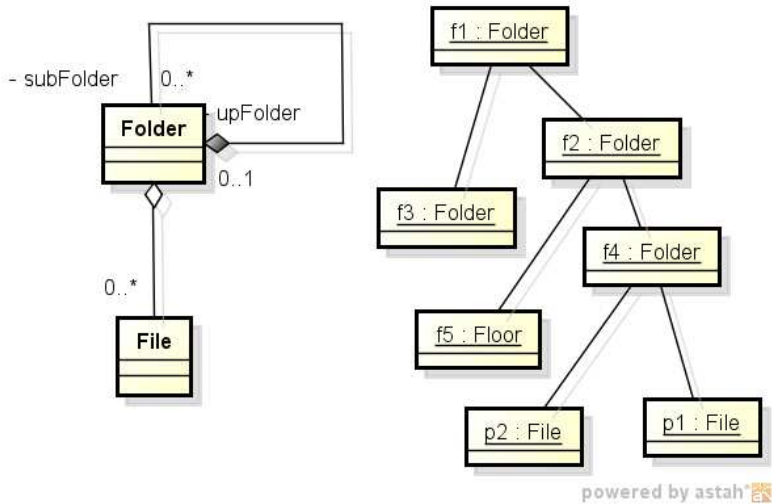 f1 : Folder
- subFolder
0..*
Folder
- upFolder
0..1
f2 : Folder
f3 : Folder
f4 : Folder
0..*
File
f5 : Floor
p2 : File
p1 : File
powered by astah*